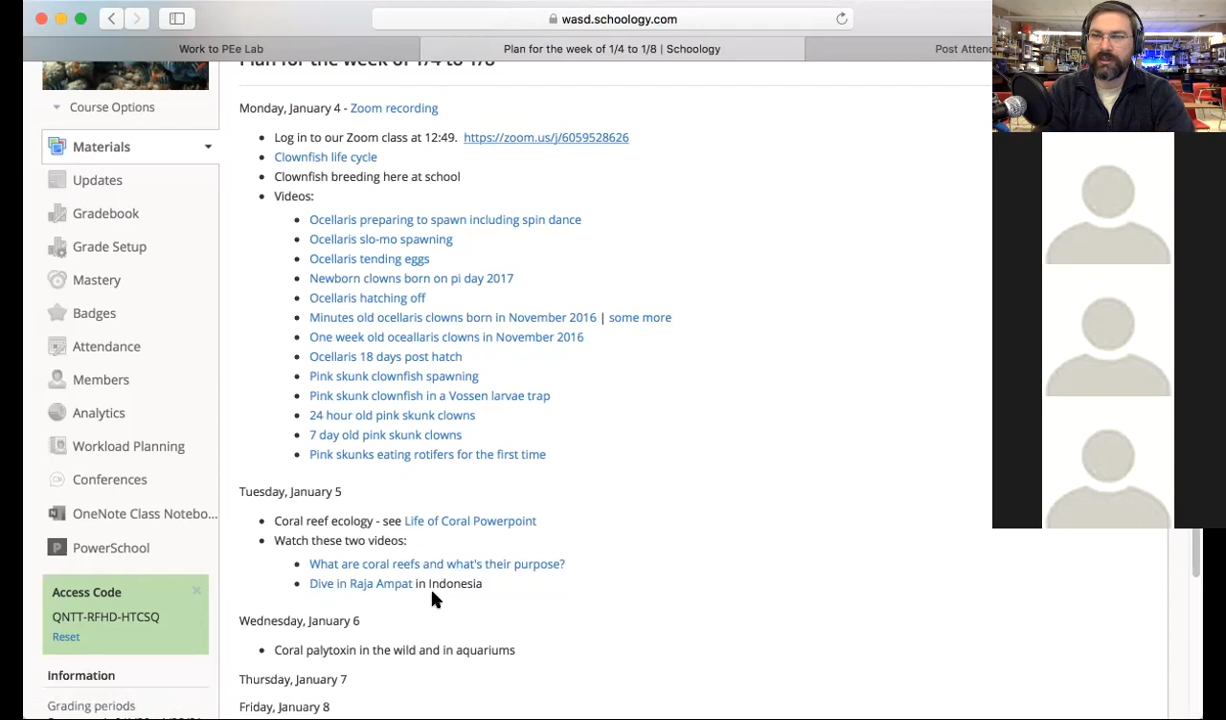 wasd.schoology.com
Work to PEe Lab
Plan for the week of 1/4 to 1/8 | Schoology
Post Attend
Plan for the week of 1/4 to 1/8
Course Options
Materials
Updates
Gradebook
Grade Setup
Mastery
Badges
Attendance
Members
Analytics
Workload Planning
Conferences
OneNote Class Notebo...
PowerSchool
Access Code
QNTT-RFHD-HTCSQ
Reset
Information
Grading periods
Monday, January 4 - Zoom recording
Log in to our Zoom class at 12:49. https://zoom.us/j/6059528626
Clownfish life cycle
Clownfish breeding here at school
Videos:
Ocellaris preparing to spawn including spin dance
Ocellaris slo-mo spawning
Ocellaris tending eggs
Newborn clowns born on pi day 2017
Ocellaris hatching off
Minutes old ocellaris clowns born in November 2016 | some more
One week old oceallaris clowns in November 2016
Ocellaris 18 days post hatch
Pink skunk clownfish spawning
Pink skunk clownfish in a Vossen larvae trap
24 hour old pink skunk clowns
7 day old pink skunk clowns
Pink skunks eating rotifers for the first time
Tuesday, January 5
Coral reef ecology - see Life of Coral Powerpoint
Watch these two videos:
What are coral reefs and what's their purpose?
Dive in Raja Ampat in Indonesia
Wednesday, January 6
Coral palytoxin in the wild and in aquariums
Thursday, January 7
Friday, January 8